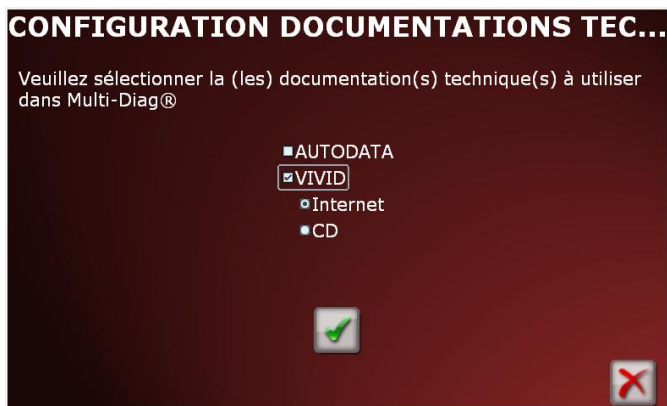 CONFIGURATION DOCUMENTATIONS TEC...
Veuillez sélectionner la (les) documentation(s) technique(s) à utiliser
dans Multi-Diag®
AUTODATA
VIVID
Internet
CD